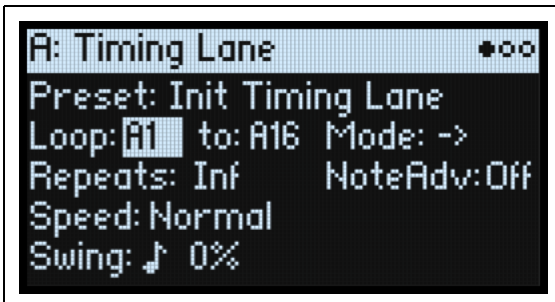 A: Timing Lane
Preset: Init Timing Lane
Loop: A1 to: A16 Mode: ->
Repeats: Inf NoteAdv: Off
Speed: Normal
Swing: ♪ 0%